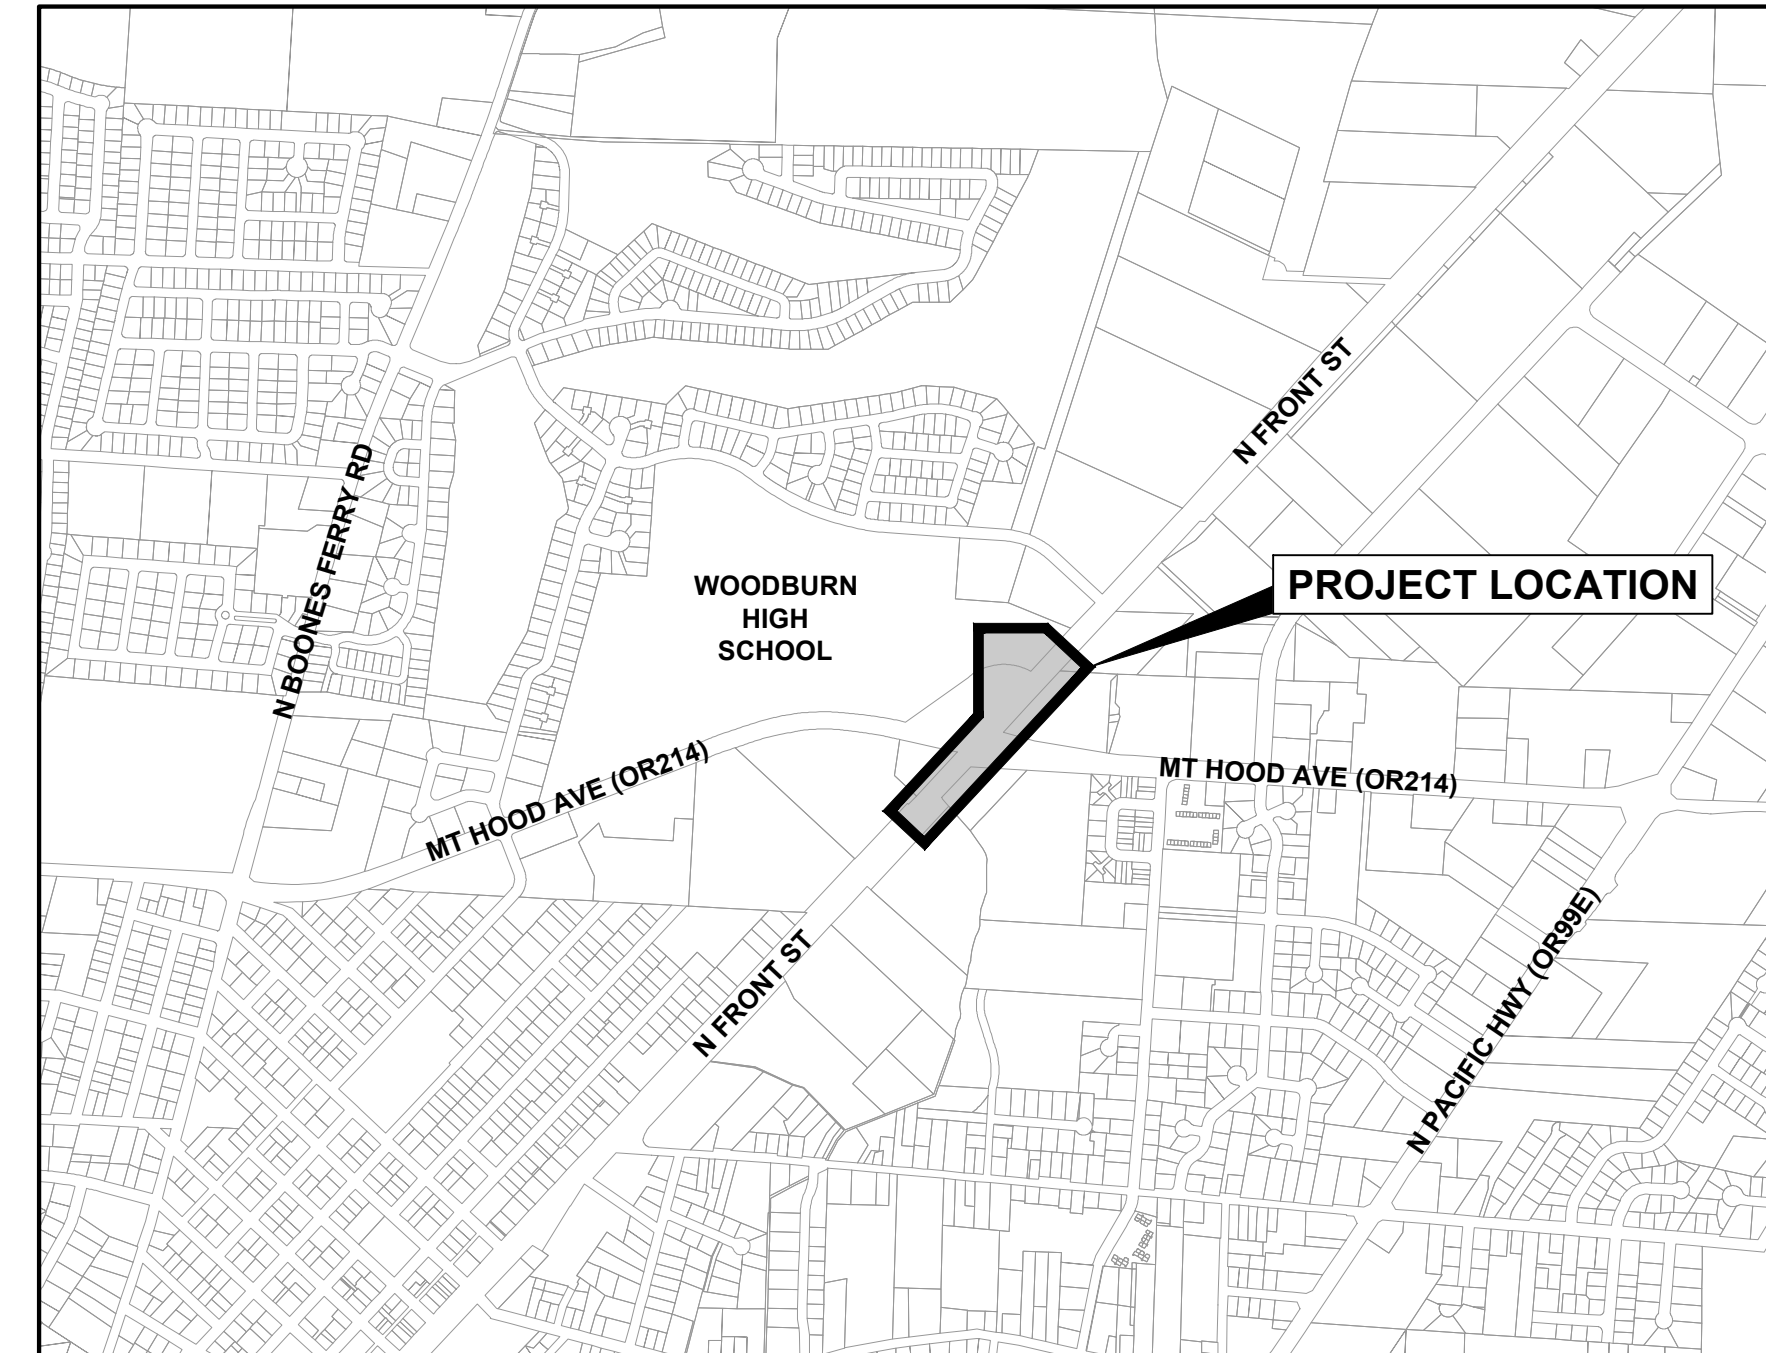 N FRONT ST
N BOONES FERRY RD
PROJECT LOCATION
WOODBURN
HIGH
SCHOOL
MT HOOD AVE (OR214)
MT HOOD AVE (OR214)
N FRONT ST
N PACIFIC HWY (OR99E)